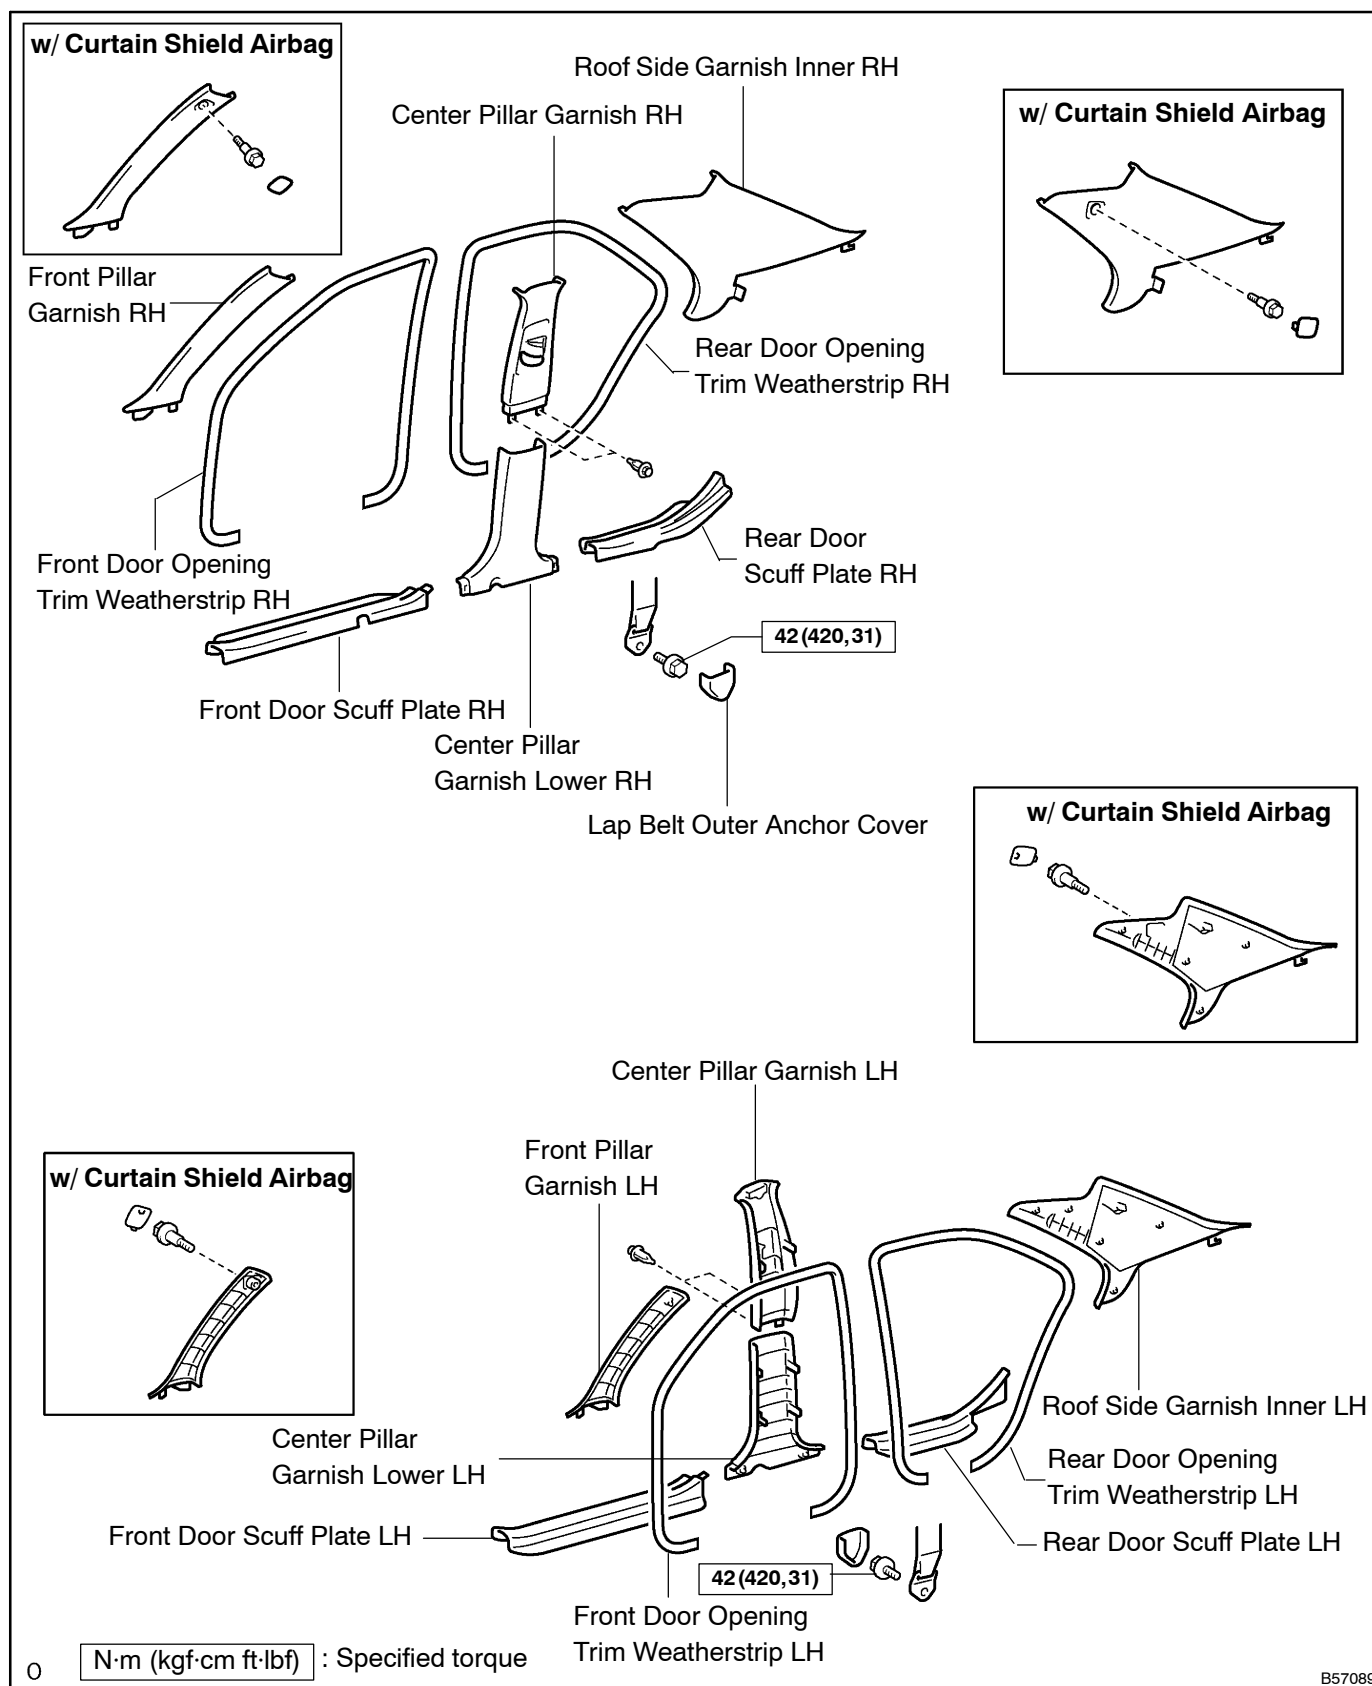 w/ Curtain Shield Airbag
Roof Side Garnish Inner RH
Center Pillar Garnish RH
w/ Curtain Shield Airbag
Front Pillar
Garnish RH
Rear Door Opening
Trim Weatherstrip RH
Front Door Opening
Trim Weatherstrip RH
Rear Door
Scuff Plate RH
42(420,31)
Front Door Scuff Plate RH
Center Pillar
Garnish Lower RH
Lap Belt Outer Anchor Cover
w/ Curtain Shield Airbag
Center Pillar Garnish LH
Front Pillar
Garnish LH
w/ Curtain Shield Airbag
Roof Side Garnish Inner LH
Center Pillar
Garnish Lower LH
Rear Door Opening
Trim Weatherstrip LH
Front Door Scuff Plate LH
Rear Door Scuff Plate LH
42(420,31)
Front Door Opening
Trim Weatherstrip LH
N·m (kgf·cm ft·lbf) : Specified torque
O
B57089